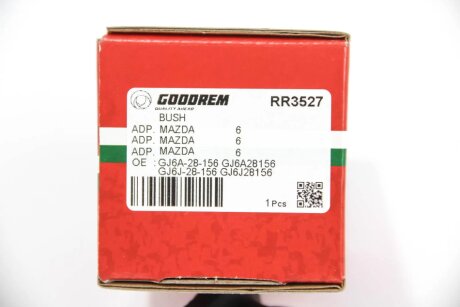 GOODREM RR3527
QUALITY AHEAD
BUSH
ADP. MAZDA 6
ADP. MAZDA 6
ADP. MAZDA 6
OE : GJ6A-28-156 GJ6A28156
GJ6J-28-156 GJ6J28156
1 Pcs